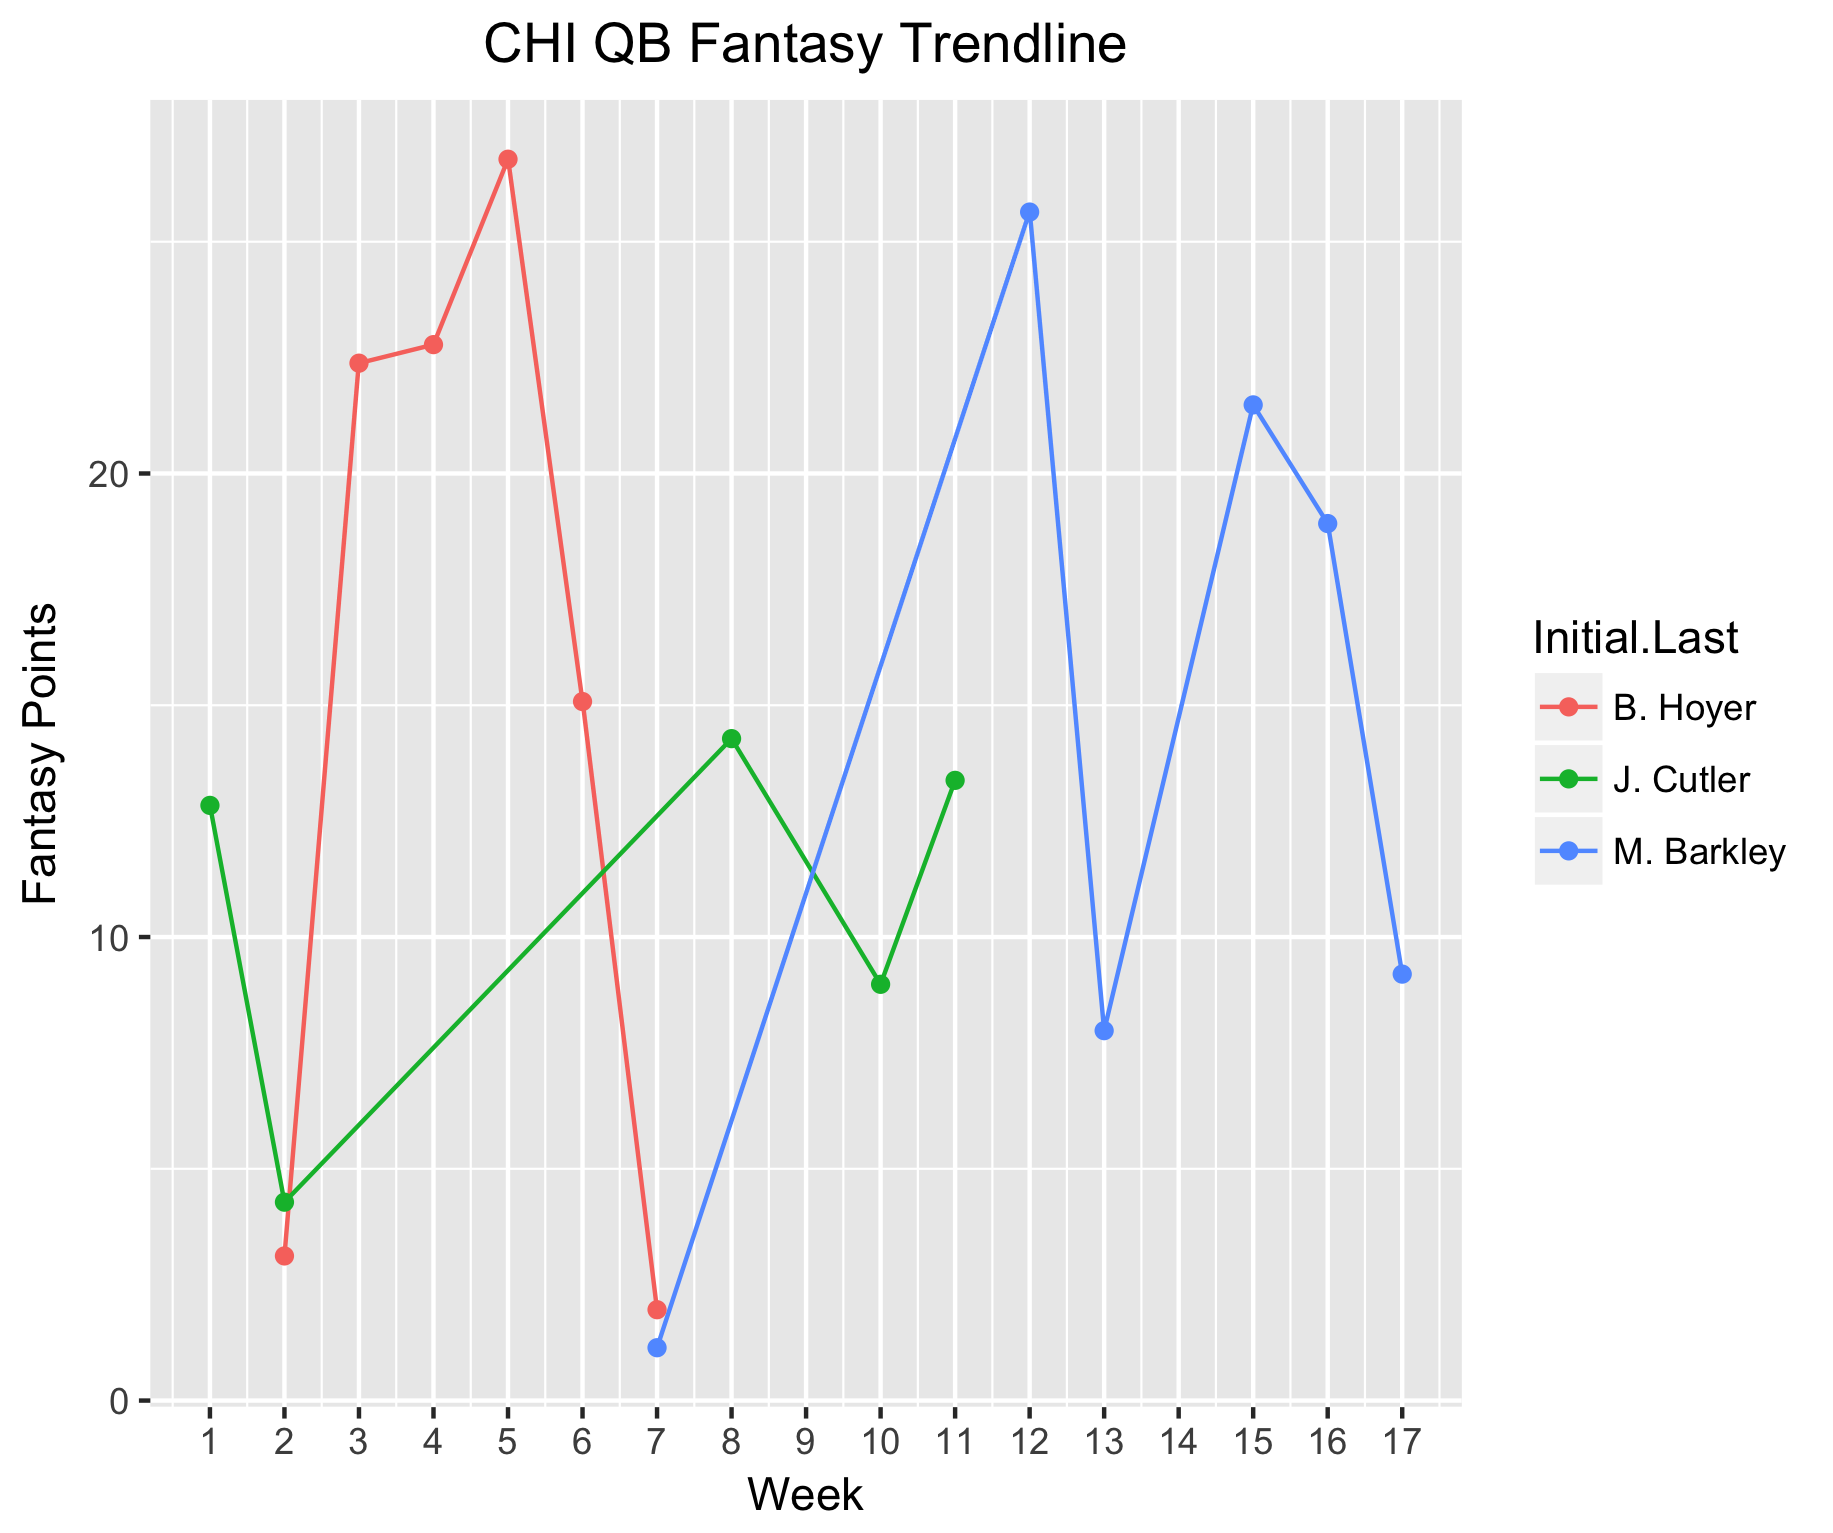 CHI QB Fantasy Trendline
Fantasy Points
20
10
0
1 2 3 4 5 6 7 8 9 10 11 12 13 14 15 16 17
Week
Initial.Last
B. Hoyer
J. Cutler
M. Barkley